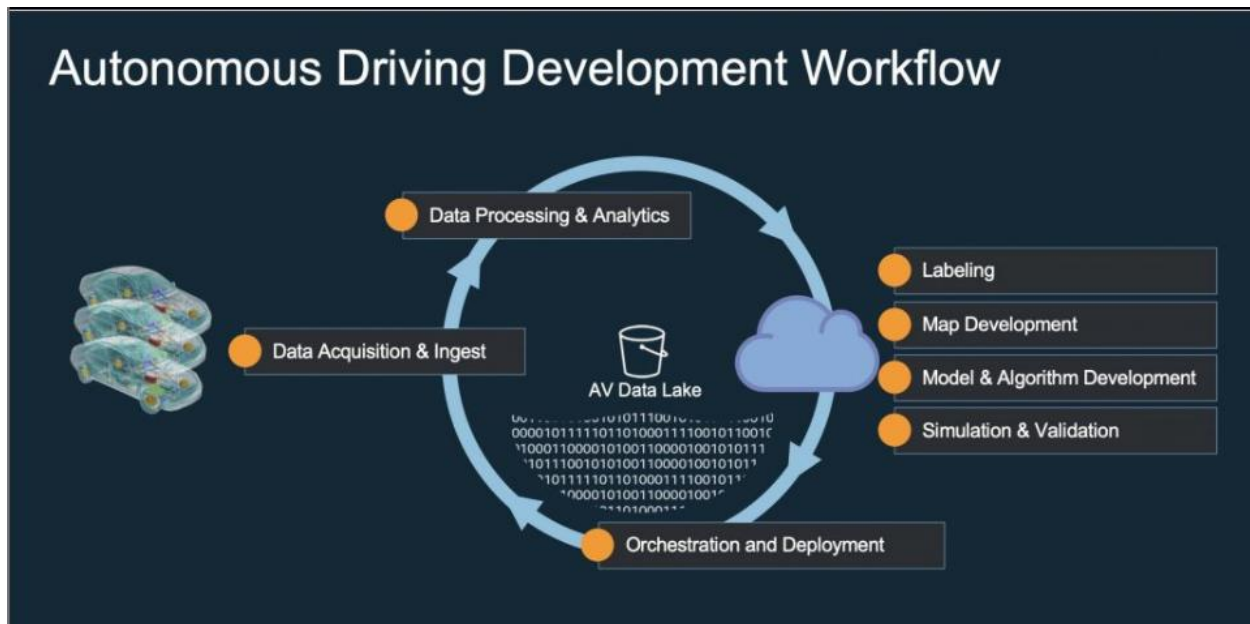 Autonomous Driving Development Workflow
Data Processing & Analytics
Labeling
Map Development
Data Acquisition & Ingest
Model & Algorithm Development
AV Data Lake
Simulation & Validation
0000101111101101000111110010110010
Orchestration and Deployment